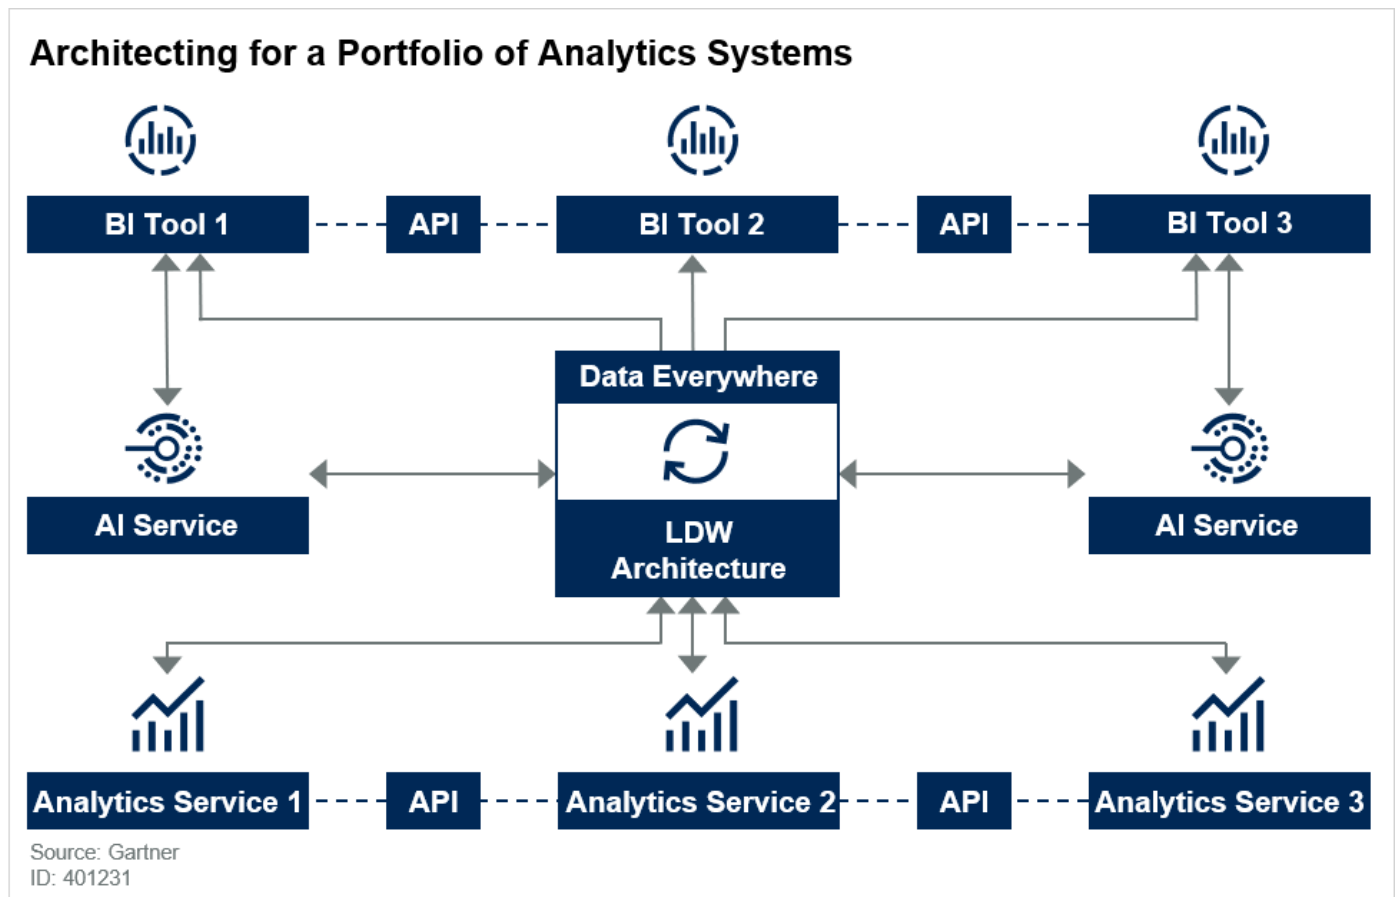 Architecting for a Portfolio of Analytics Systems
BI Tool 1
API
BI Tool 2
API
BI Tool 3
Data Everywhere
AI Service
LDW
Architecture
AI Service
Analytics Service 1
API
Analytics Service 2
API
Analytics Service 3
Source: Gartner
ID: 401231